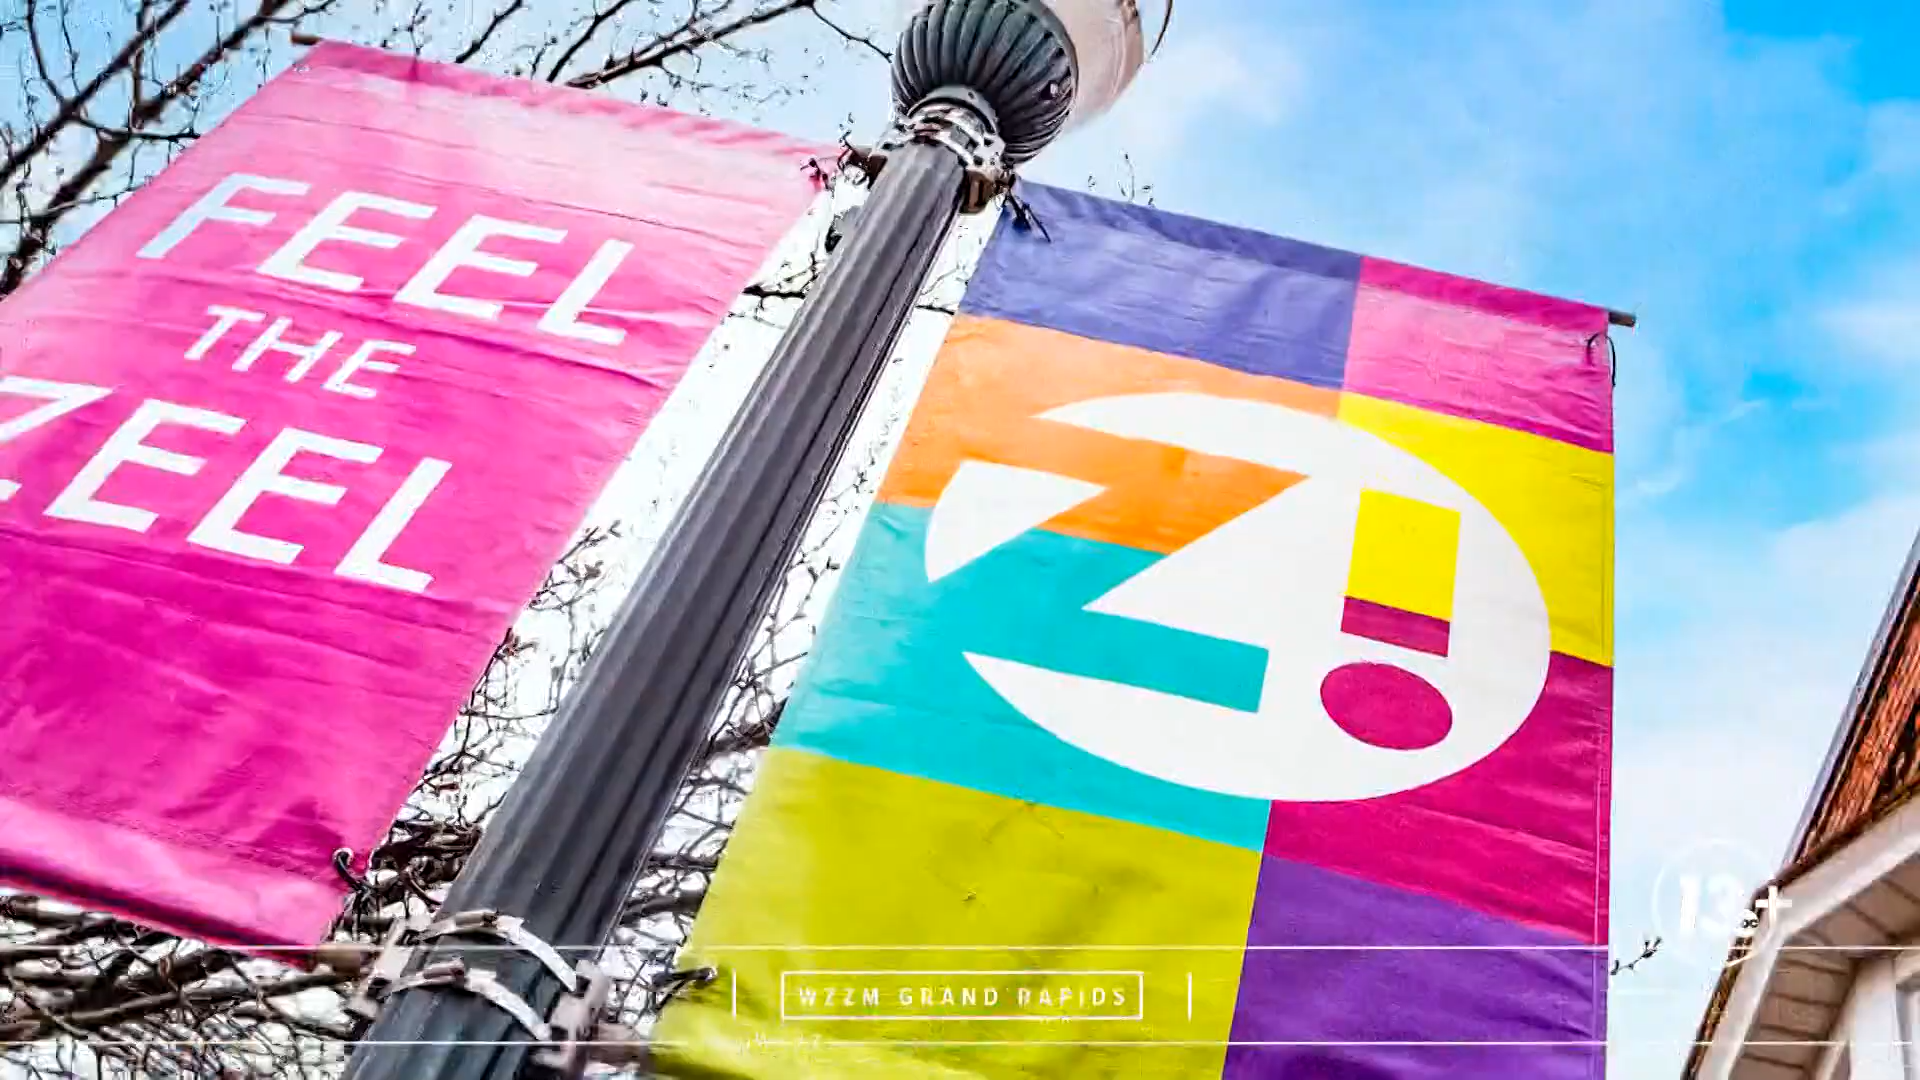 FEEL
THE
ZEEL
Z!
13+
WZZM GRAND RAPIDS